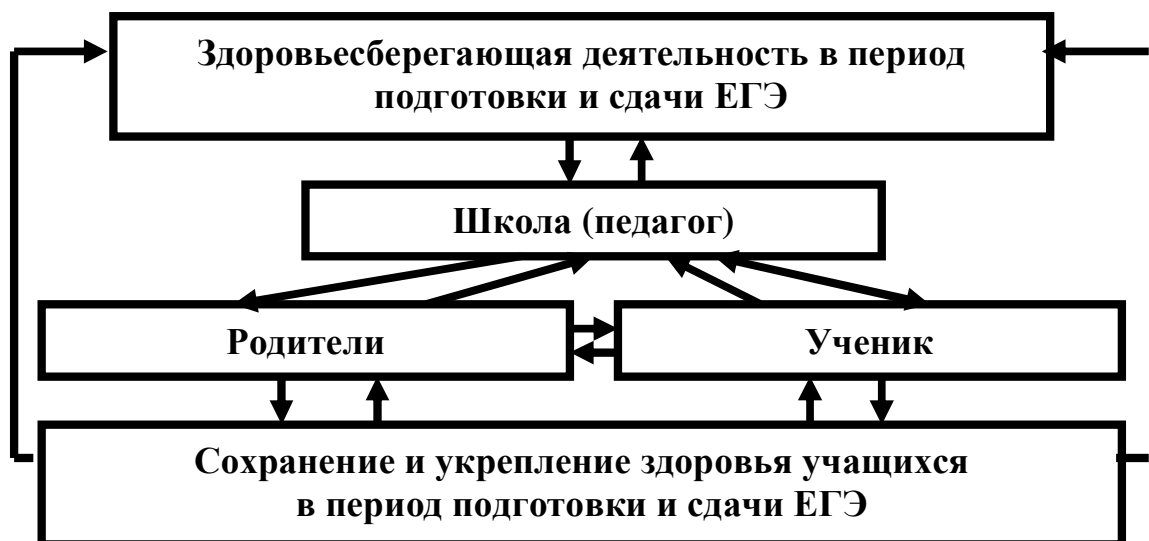 Здоровьесберегающая деятельность в период
подготовки и сдачи ЕГЭ
Школа (педагог)
Родители
Ученик
Сохранение и укрепление здоровья учащихся
в период подготовки и сдачи ЕГЭ